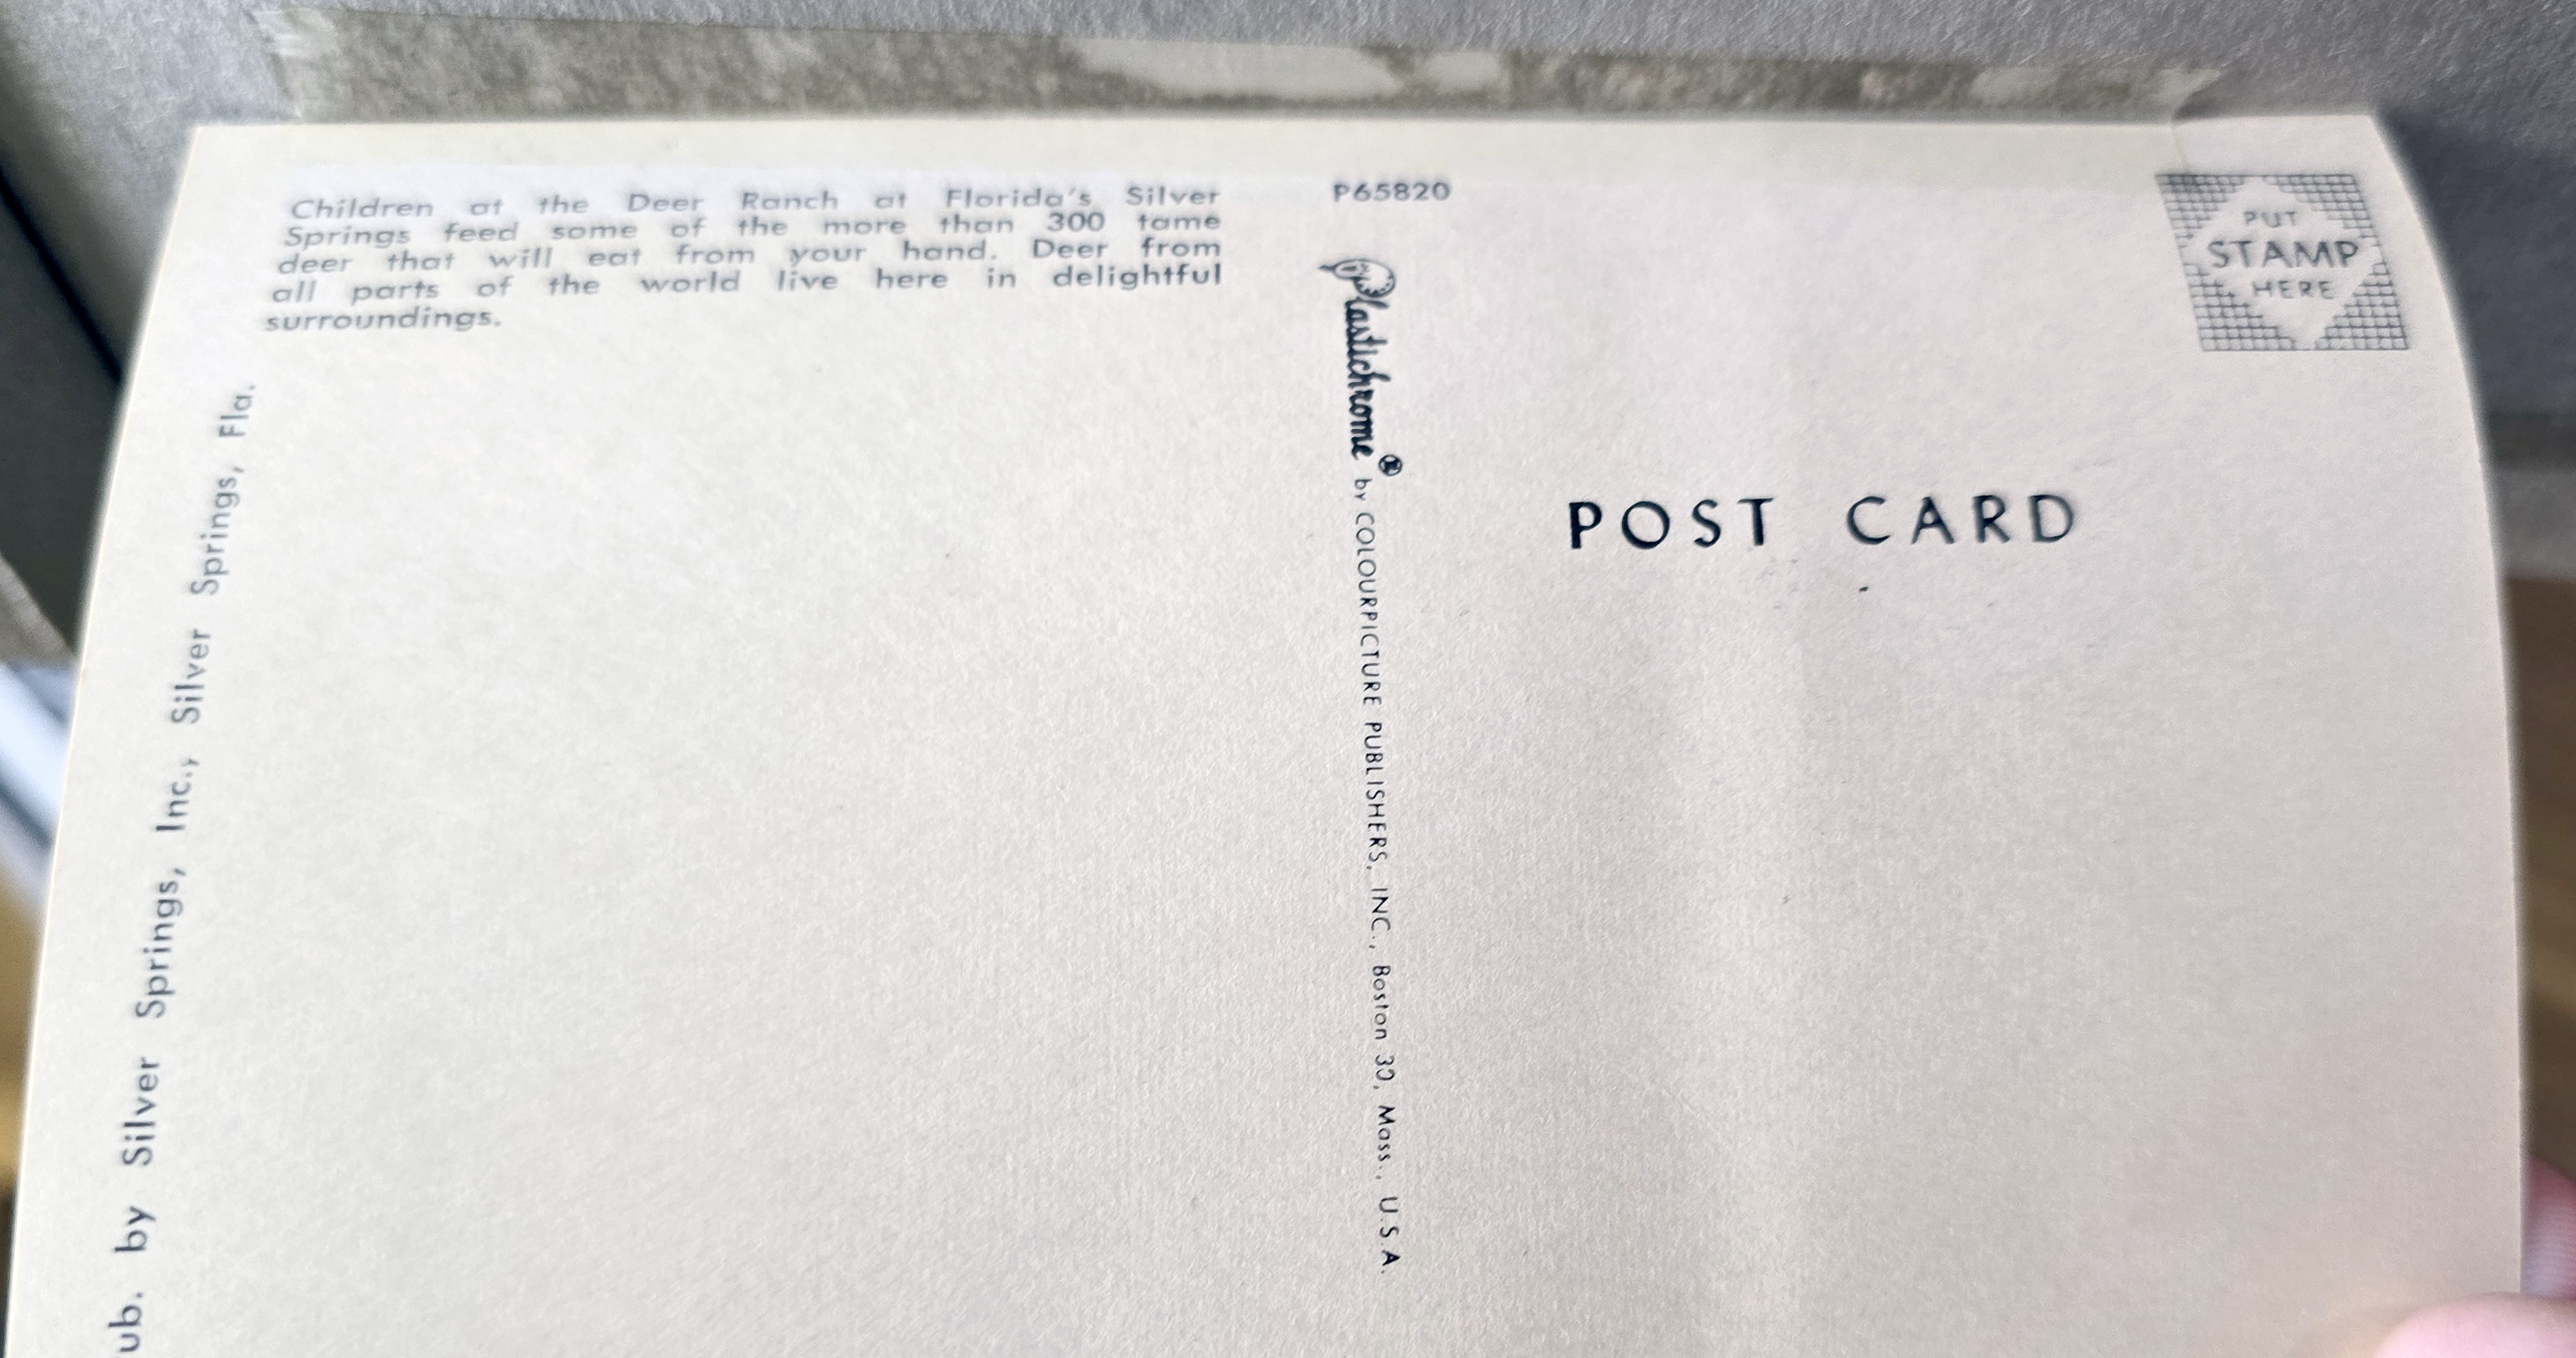 Children at the Deer Ranch at Florida's Silver
Springs feed some of the more than 300 tame
deer that will eat from your hand. Deer from
all parts of the world live here in delightful
surroundings.
ub. by Silver Springs, Inc., Silver Springs, Fla.
P65820
Plastichrome® by COLOURPICTURE PUBLISHERS, INC., Boston 30, Mass., U.S.A.
PUT
STAMP
HERE
POST CARD